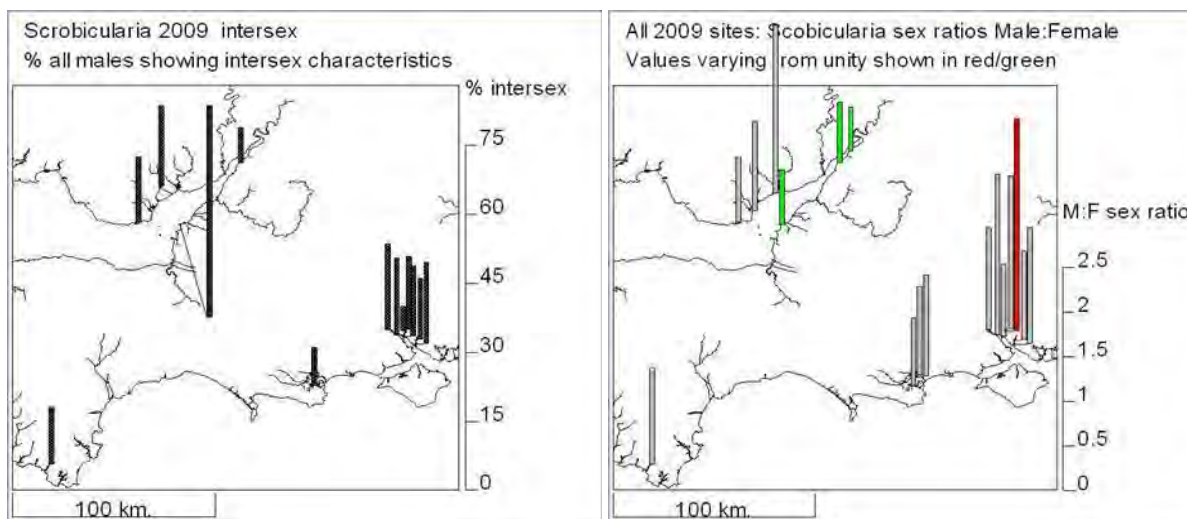 Scrobicularia 2009 intersex
% all males showing intersex characteristics
% intersex
75
60
45
30
15
0
100 km.
All 2009 sites: Scobicularia sex ratios Male:Female
Values varying from unity shown in red/green
M:F sex ratio
2.5
2
1.5
1
0.5
0
100 km.